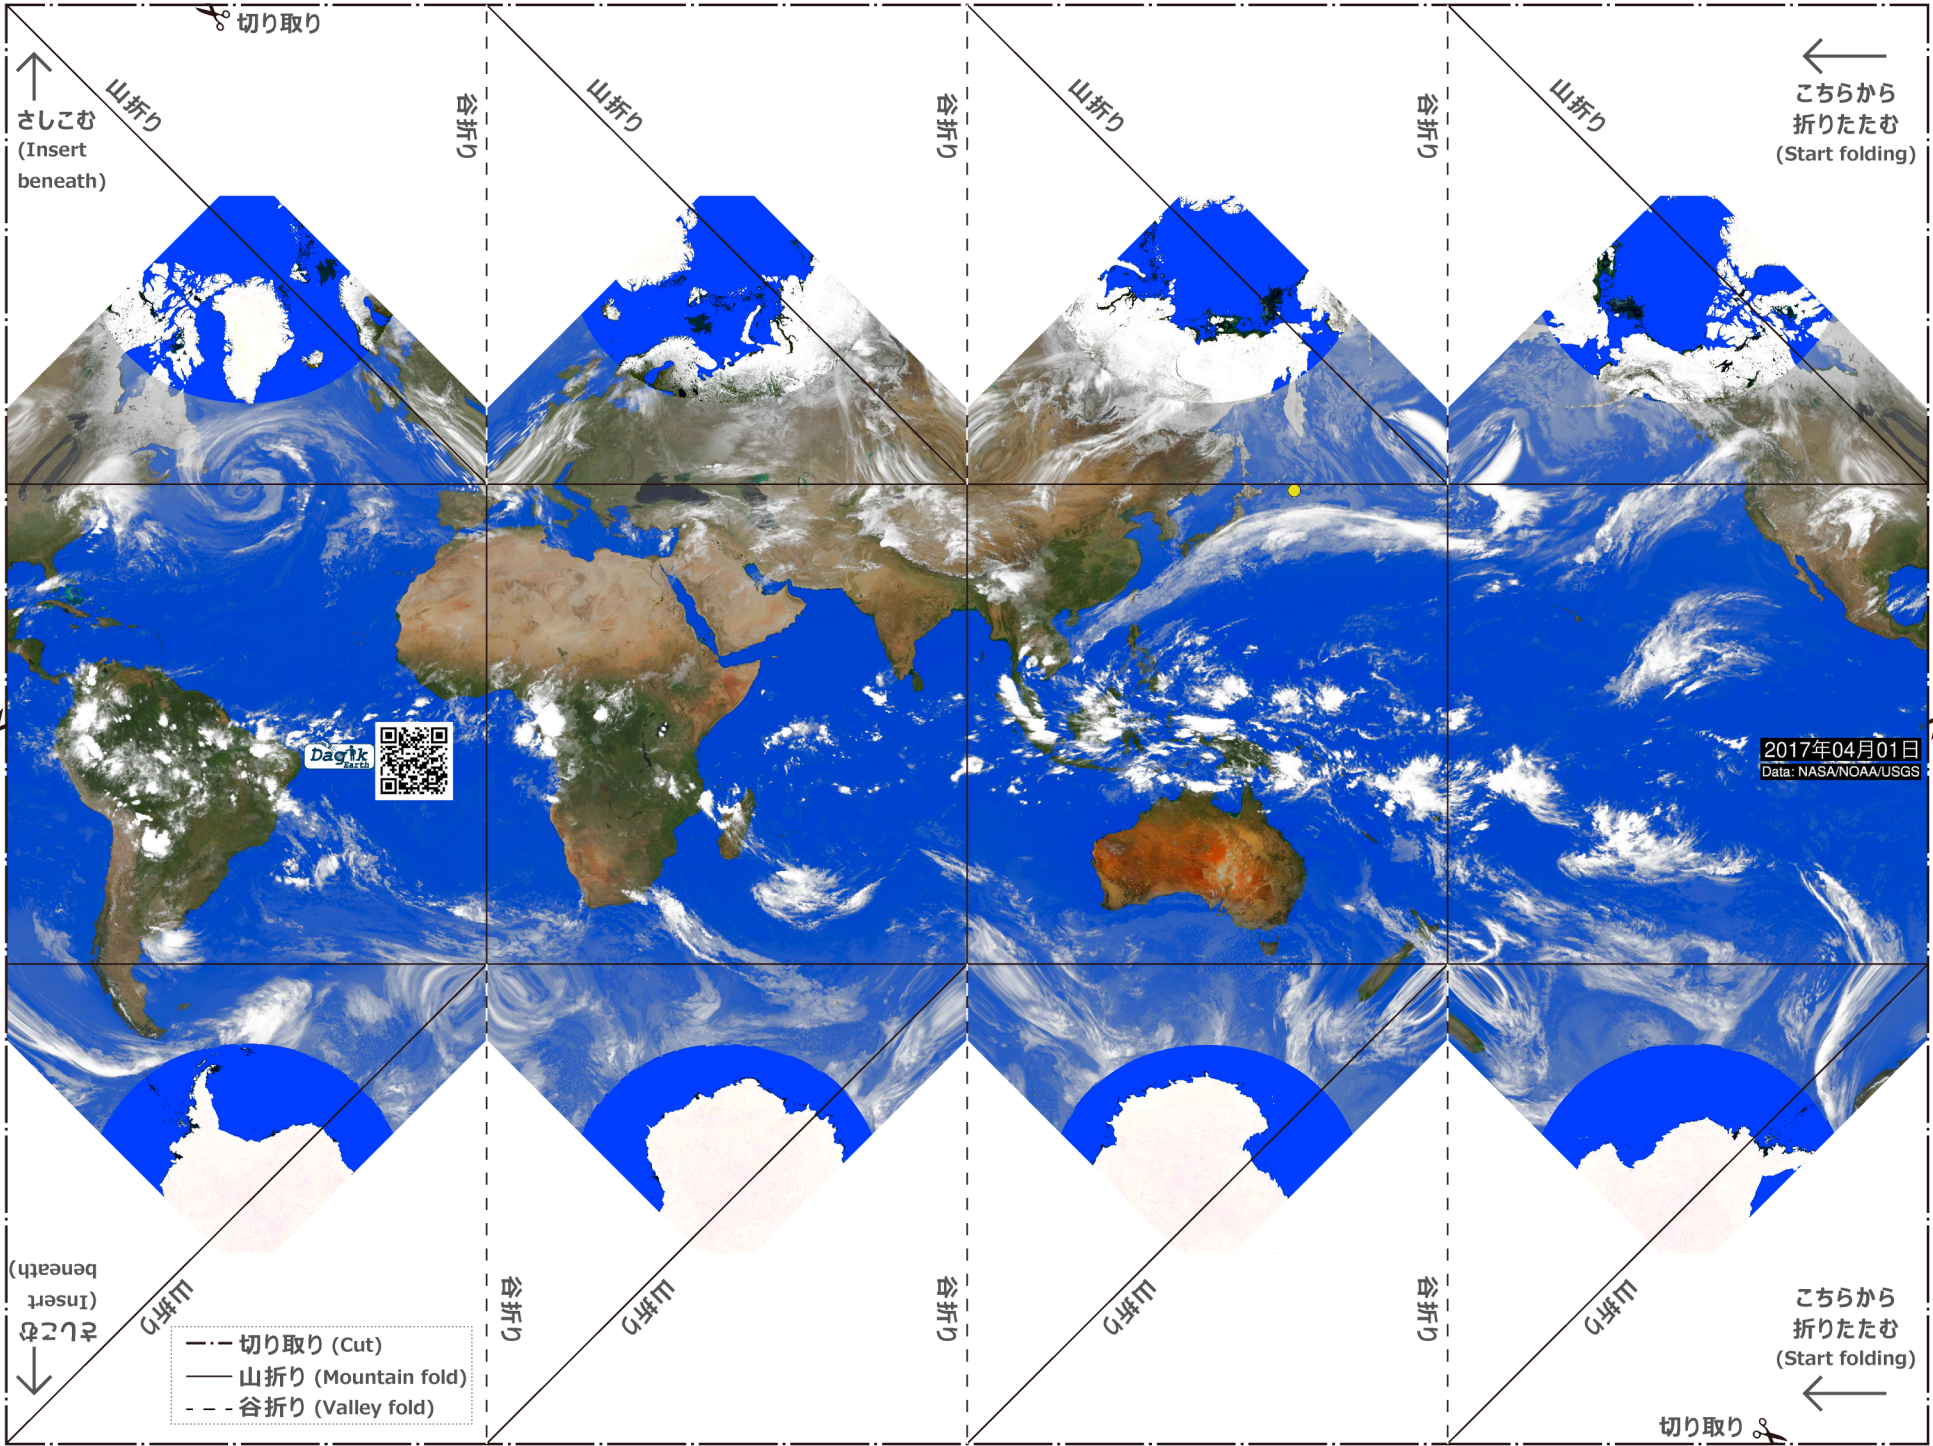 切り取り
山折り
谷折り
山折り
谷折り
山折り
谷折り
山折り
こちらから
折りたたむ
(Start folding)
さしこむ
(Insert
beneath)
Dagik
Earth
2017年04月01日
Data: NASA/NOAA/USGS
さしこむ
(Insert
beneath)
山折り
谷折り
山折り
谷折り
山折り
谷折り
山折り
こちらから
折りたたむ
(Start folding)
切り取り (Cut)
山折り (Mountain fold)
谷折り (Valley fold)
切り取り